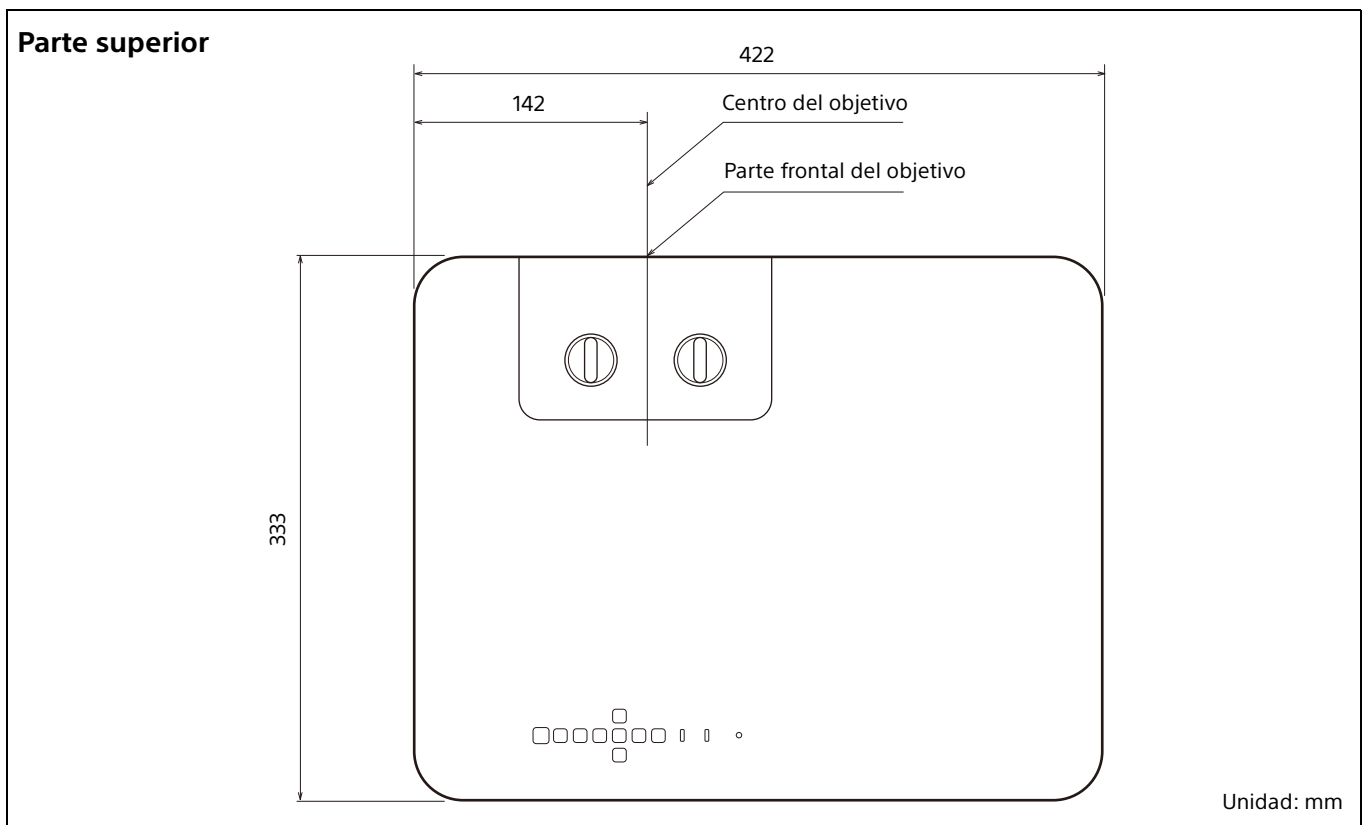 Parte superior
422
142
Centro del objetivo
Parte frontal del objetivo
333
Unidad: mm